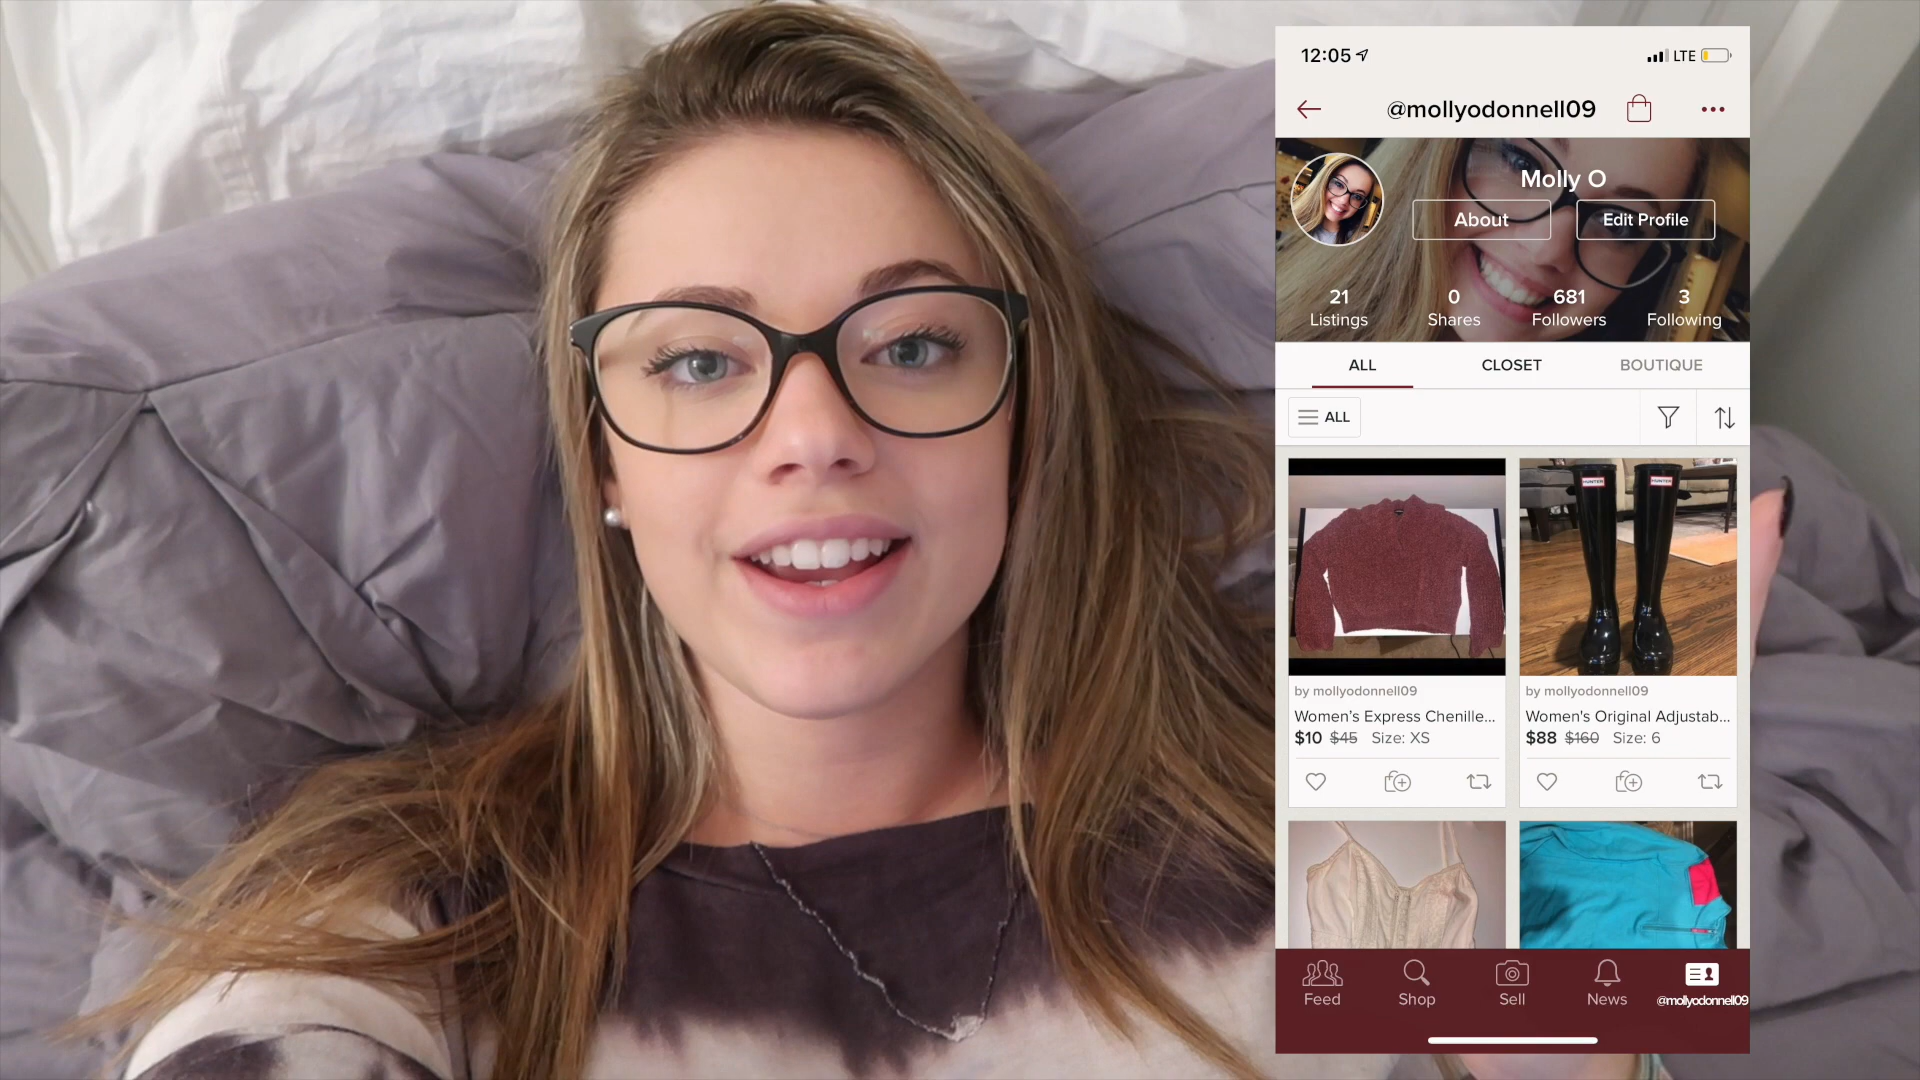 12:05
LTE
@mollyodonnell09
Molly O
About
Edit Profile
21
0
681
3
Listings
Shares
Followers
Following
ALL
CLOSET
BOUTIQUE
ALL
HUNTER
HUNTER
by mollyodonnell09
Women’s Express Chenille...
$10 $45 Size: XS
by mollyodonnell09
Women's Original Adjustab...
$88 $160 Size: 6
Feed
Shop
Sell
News
@mollyodonnell09